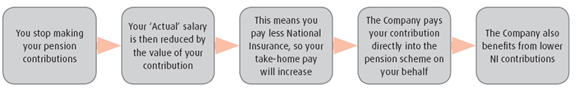 You stop making
your pension
contributions
Your ‘Actual’ salary
is then reduced by
the value of your
contribution
This means you
pay less National
Insurance, so your
take-home pay
will increase
The Company pays
your contribution
directly into the
pension scheme on
your behalf
The Company also
benefits from lower
NI contributions